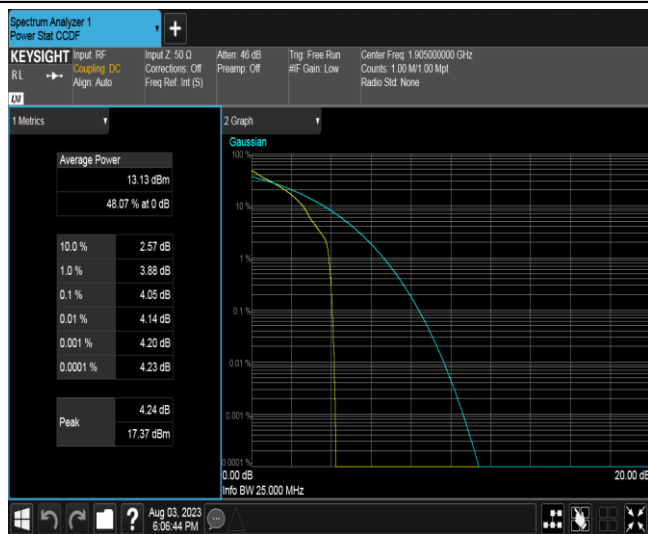 Spectrum Analyzer 1
Power Stat CCDF
KEYSIGHT
RL
Input: RF
Coupling: DC
Align: Auto
Input Z: 50 Ω
Corrections: Off
Freq Ref: Int (S)
Atten: 46 dB
Preamp: Off
Trig: Free Run
#IF Gain: Low
Center Freq: 1.905000000 GHz
Counts: 1.00 M/1.00 Mpt
Radio Std: None
LXI
1 Metrics
Average Power
13.13 dBm
48.07 % at 0 dB
10.0 % 2.57 dB
1.0 % 3.88 dB
0.1 % 4.05 dB
0.01 % 4.14 dB
0.001 % 4.20 dB
0.0001 % 4.23 dB
Peak
4.24 dB
17.37 dBm
2 Graph
Gaussian
100 %
10 %
1 %
0.1 %
0.01 %
0.001 %
0.0001 %
0.00 dB 20.00 dB
Info BW 25.000 MHz
?
Aug 03, 2023
6:06:44 PM